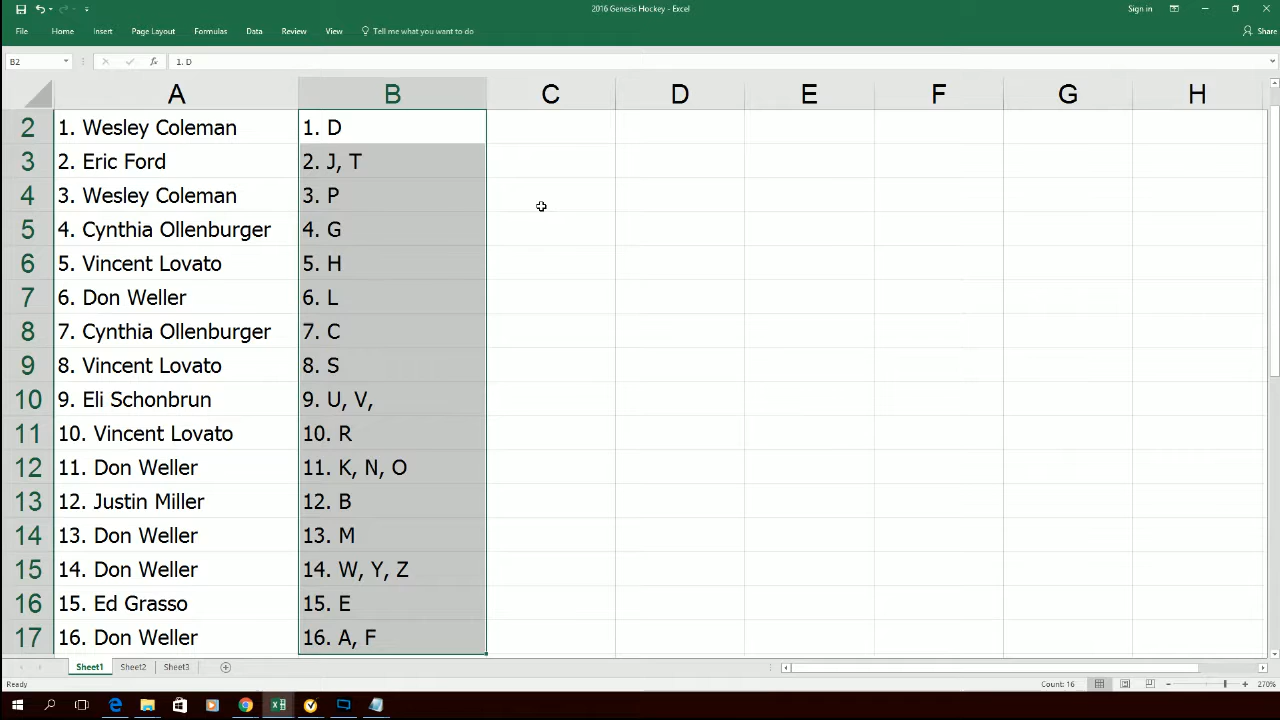 2016 Genesis Hockey - Excel
Sign in
File Home Insert Page Layout Formulas Data Review View Tell me what you want to do Share
B2 fx 1. D
A B C D E F G H
2 1. Wesley Coleman 1. D
3 2. Eric Ford 2. J, T
4 3. Wesley Coleman 3. P
5 4. Cynthia Ollenburger 4. G
6 5. Vincent Lovato 5. H
7 6. Don Weller 6. L
8 7. Cynthia Ollenburger 7. C
9 8. Vincent Lovato 8. S
10 9. Eli Schonbrun 9. U, V,
11 10. Vincent Lovato 10. R
12 11. Don Weller 11. K, N, O
13 12. Justin Miller 12. B
14 13. Don Weller 13. M
15 14. Don Weller 14. W, Y, Z
16 15. Ed Grasso 15. E
17 16. Don Weller 16. A, F
Sheet1 Sheet2 Sheet3
Ready Count: 16 270%